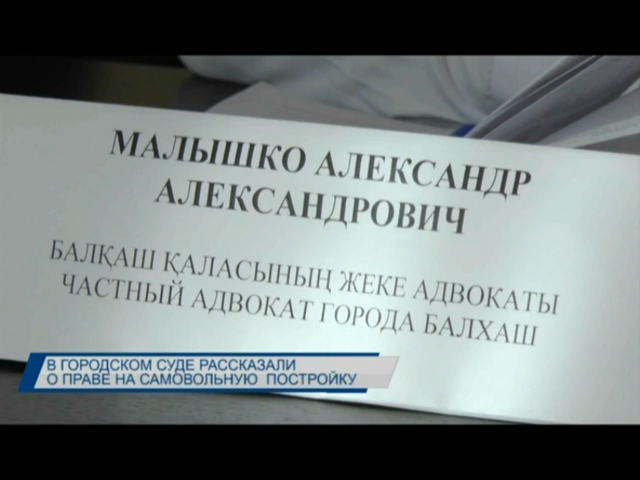 МАЛЫШКО АЛЕКСАНДР
АЛЕКСАНДРОВИЧ
БАЛҚАШ ҚАЛАСЫНЫҢ ЖЕКЕ АДВОКАТЫ
ЧАСТНЫЙ АДВОКАТ ГОРОДА БАЛХАШ
В ГОРОДСКОМ СУДЕ РАССКАЗАЛИ
О ПРАВЕ НА САМОВОЛЬНУЮ ПОСТРОЙКУ